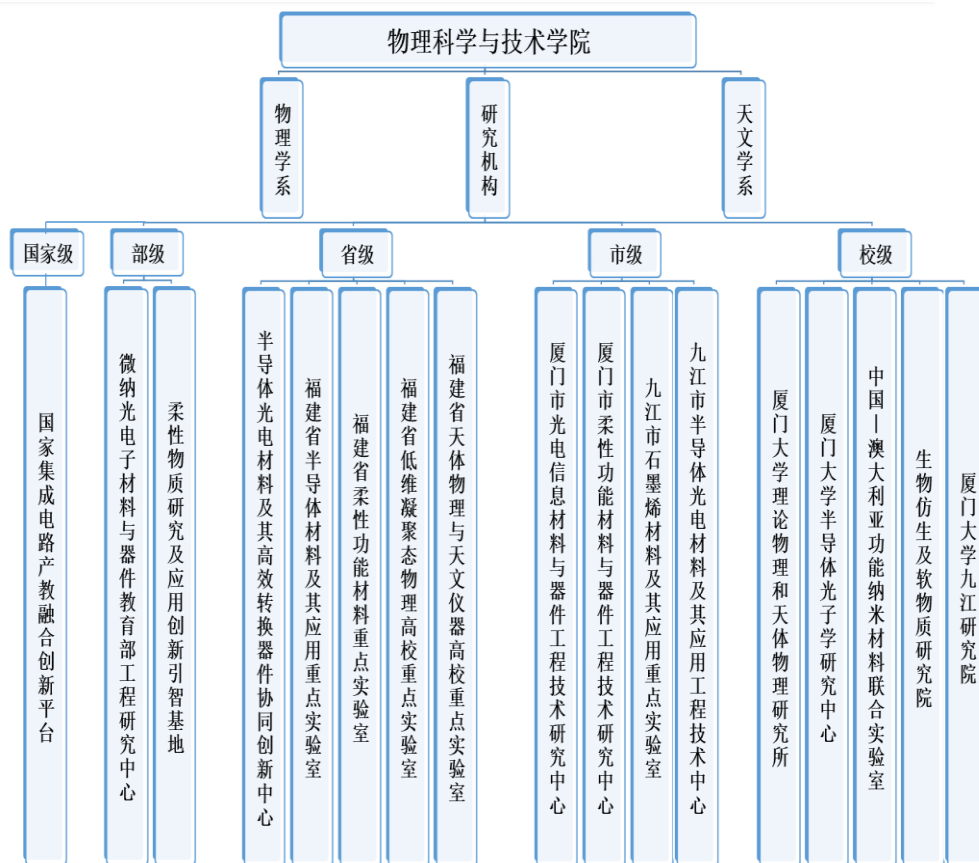 物理科学与技术学院
物理学系
研究机构
天文学系
国家级
部级
省级
市级
校级
国家集成电路产教融合创新平台
微纳光电子材料与器件教育部工程研究中心
柔性物质研究及应用创新引智基地
半导体光电材料及其高效转换器件协同创新中心
福建省半导体材料及其应用重点实验室
福建省柔性功能材料重点实验室
福建省低维凝聚态物理高校重点实验室
福建省天体物理与天文仪器高校重点实验室
厦门市光电信息材料与器件工程技术研究中心
厦门市柔性功能材料与器件工程技术研究中心
九江市石墨烯材料及其应用重点实验室
九江市半导体光电材料及其应用工程技术中心
厦门大学理论物理和天体物理研究所
厦门大学半导体光子学研究中心
中国—澳大利亚功能纳米材料联合实验室
生物仿生及软物质研究院
厦门大学九江研究院